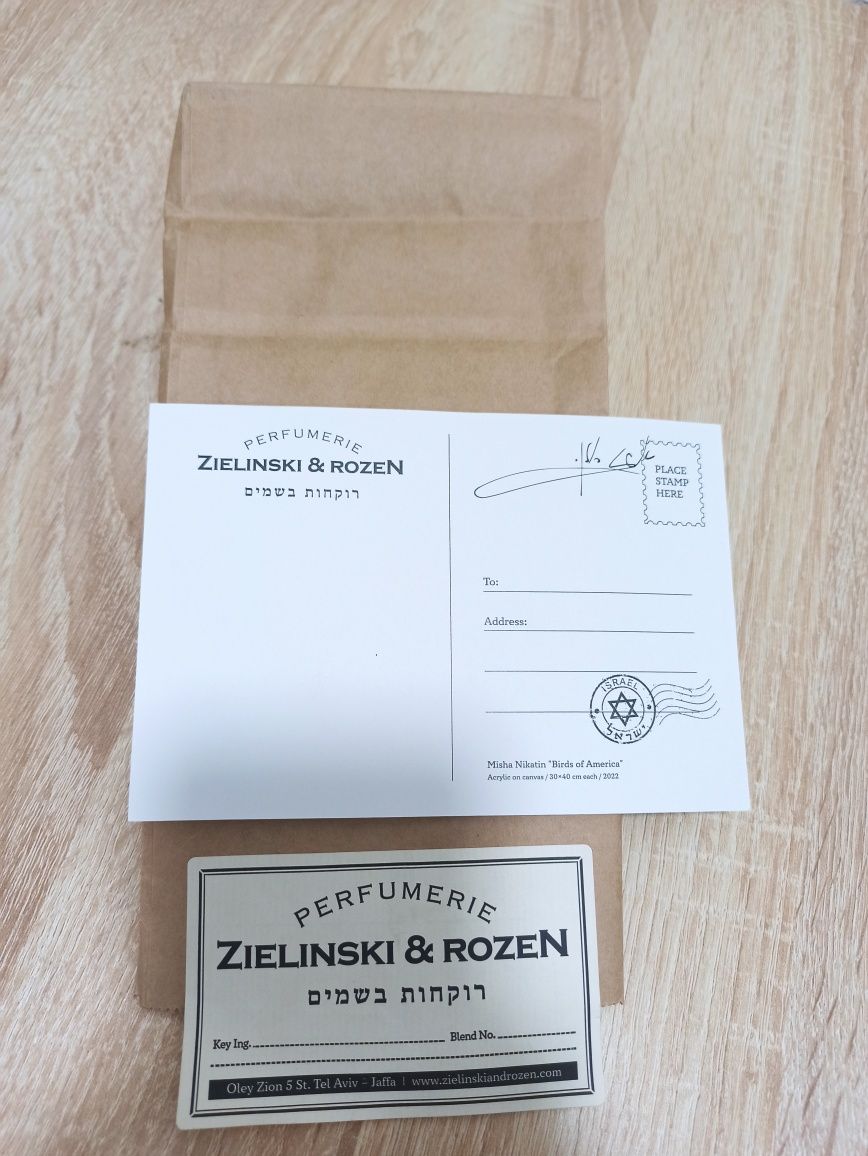 PERFUMERIE
ZIELINSKI & ROZEN
רוקחות בשמים
PLACE
STAMP
HERE
To:
Address:
ISRAEL
ישראל
Misha Nikatin "Birds of America"
Acrylic on canvas / 30×40 cm each / 2022
PERFUMERIE
ZIELINSKI & ROZEN
רוקחות בשמים
Key Ing. Blend No.
Oley Zion 5 St. Tel Aviv – Jaffa | www.zielinskiandrozen.com